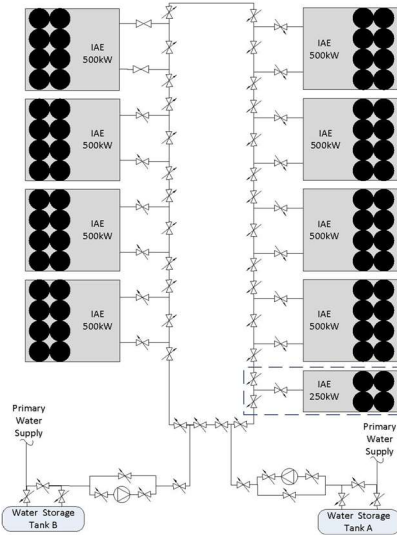 IAE
500kW
IAE
500kW
IAE
500kW
IAE
500kW
IAE
500kW
IAE
500kW
IAE
500kW
IAE
500kW
IAE
250kW
Primary
Water
Supply
Primary
Water
Supply
Water Storage
Tank B
Water Storage
Tank A